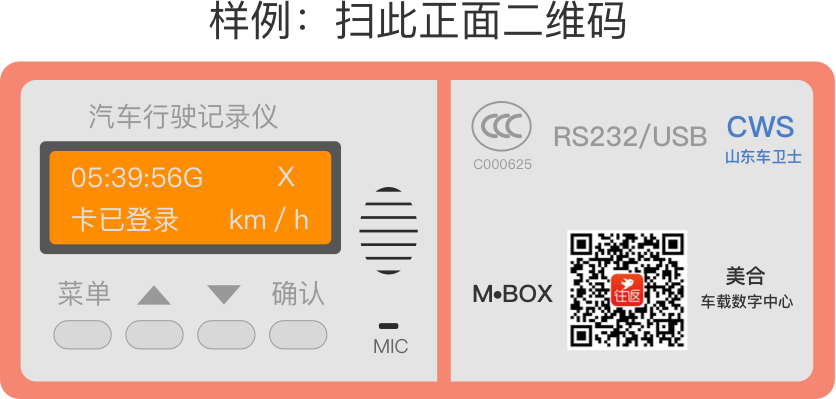 样例：扫此正面二维码
汽车行驶记录仪
05:39:56G X
卡已登录 km / h
菜单 ▲ ▼ 确认
MIC
CCC
C000625
RS232/USB
CWS
山东车卫士
M•BOX
往返
美合
车载数字中心